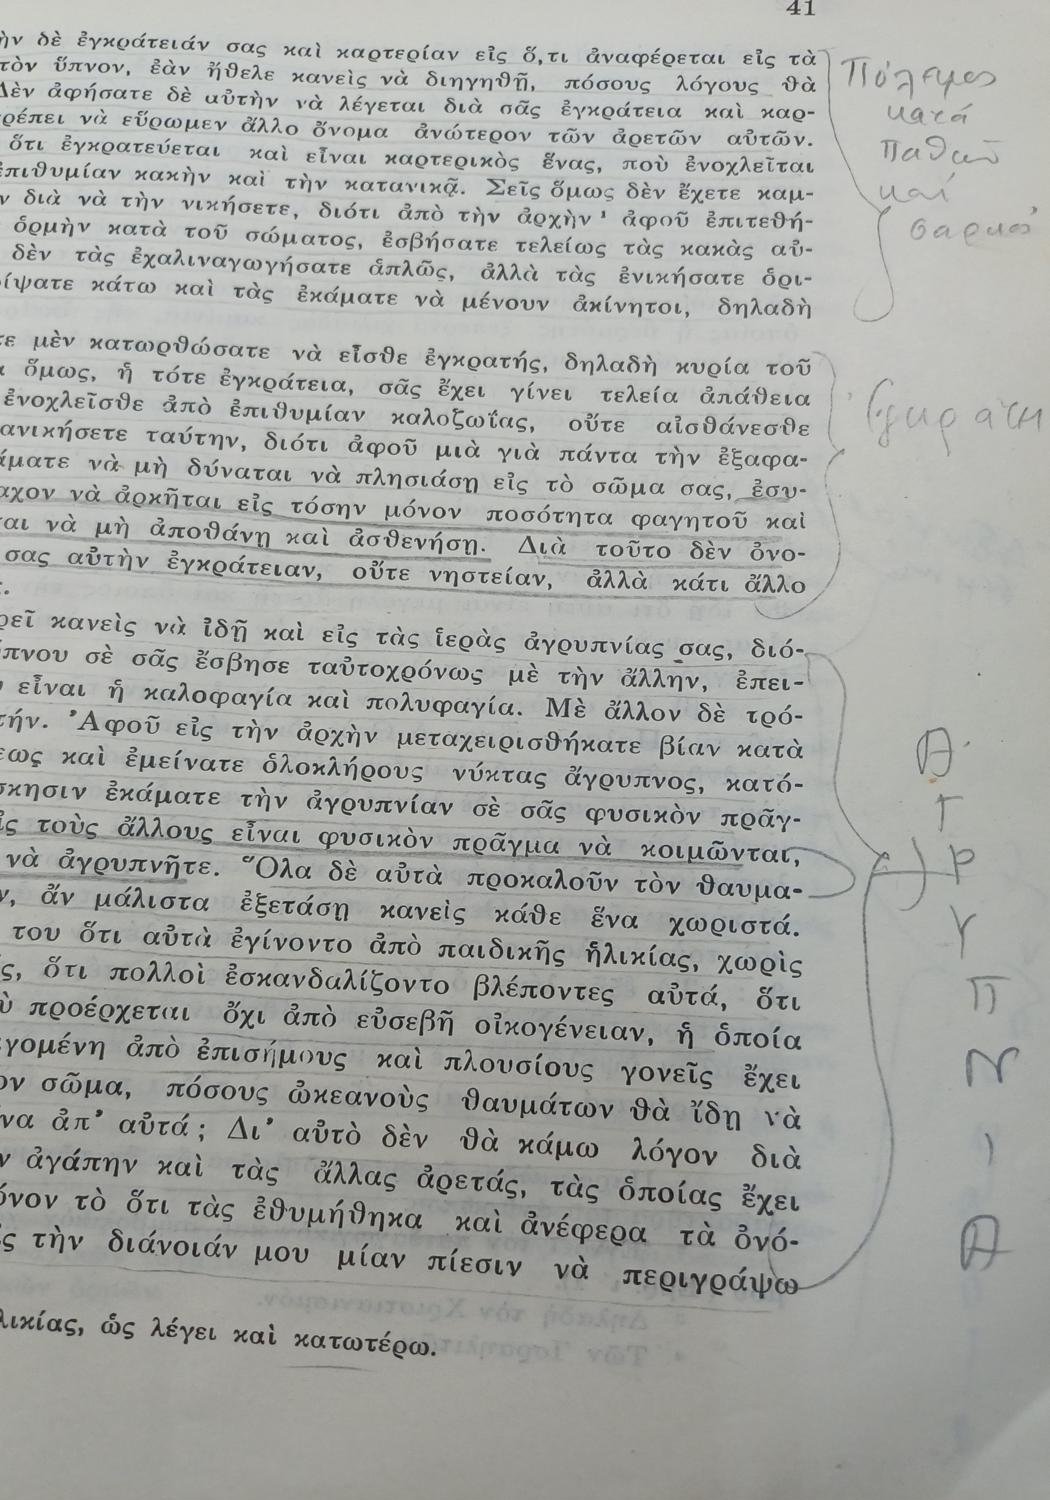 41
ὴν δὲ ἐγκράτειάν σας καὶ καρτερίαν εἰς ὅ,τι ἀναφέρεται εἰς τὰ
τὸν ὕπνον, ἐὰν ἤθελε κανεὶς νὰ διηγηθῇ, πόσους λόγους θὰ
Δὲν ἀφήσατε δὲ αὐτὴν νὰ λέγεται διὰ σᾶς ἐγκράτεια καὶ καρ-
ρέπει νὰ εὕρωμεν ἄλλο ὄνομα ἀνώτερον τῶν ἀρετῶν αὐτῶν.
ὅτι ἐγκρατεύεται καὶ εἶναι καρτερικὸς ἕνας, ποὺ ἐνοχλεῖται
ἐπιθυμίαν κακὴν καὶ τὴν κατανικᾷ. Σεῖς ὅμως δὲν ἔχετε καμ-
ν διὰ νὰ τὴν νικήσετε, διότι ἀπὸ τὴν ἀρχὴν ¹ ἀφοῦ ἐπιτεθή-
ὁρμὴν κατὰ τοῦ σώματος, ἐσβήσατε τελείως τὰς κακὰς αὐ-
δὲν τὰς ἐχαλιναγωγήσατε ἁπλῶς, ἀλλὰ τὰς ἐνικήσατε ὁρι-
ίψατε κάτω καὶ τὰς ἐκάματε νὰ μένουν ἀκίνητοι, δηλαδὴ
τε μὲν κατωρθώσατε νὰ εἶσθε ἐγκρατής, δηλαδὴ κυρία τοῦ
ὅμως, ἡ τότε ἐγκράτεια, σᾶς ἔχει γίνει τελεία ἀπάθεια
ἐνοχλεῖσθε ἀπὸ ἐπιθυμίαν καλοζωΐας, οὔτε αἰσθάνεσθε
ανικήσετε ταύτην, διότι ἀφοῦ μιὰ γιὰ πάντα τὴν ἐξαφα-
άματε νὰ μὴ δύναται νὰ πλησιάσῃ εἰς τὸ σῶμα σας, ἐσυ-
αχον νὰ ἀρκῆται εἰς τόσην μόνον ποσότητα φαγητοῦ καὶ
ται νὰ μὴ ἀποθάνῃ καὶ ἀσθενήσῃ. Διὰ τοῦτο δὲν ὀνο-
σας αὐτὴν ἐγκράτειαν, οὔτε νηστείαν, ἀλλὰ κάτι ἄλλο
ρεῖ κανεὶς νὰ ἰδῇ καὶ εἰς τὰς ἱερὰς ἀγρυπνίας σας, διό-
πνου σὲ σᾶς ἔσβησε ταὐτοχρόνως μὲ τὴν ἄλλην, ἐπει-
εἶναι ἡ καλοφαγία καὶ πολυφαγία. Μὲ ἄλλον δὲ τρό-
τήν. Ἀφοῦ εἰς τὴν ἀρχὴν μεταχειρισθήκατε βίαν κατὰ
εως καὶ ἐμείνατε ὁλοκλήρους νύκτας ἄγρυπνος, κατό-
σκησιν ἐκάματε τὴν ἀγρυπνίαν σὲ σᾶς φυσικὸν πρᾶγ-
ἰς τοὺς ἄλλους εἶναι φυσικὸν πρᾶγμα νὰ κοιμῶνται,
νὰ ἀγρυπνῆτε. Ὅλα δὲ αὐτὰ προκαλοῦν τὸν θαυμα-
ν, ἂν μάλιστα ἐξετάσῃ κανεὶς κάθε ἕνα χωριστά.
του ὅτι αὐτὰ ἐγίνοντο ἀπὸ παιδικῆς ἡλικίας, χωρὶς
ς, ὅτι πολλοὶ ἐσκανδαλίζοντο βλέποντες αὐτά, ὅτι
ὺ προέρχεται ὄχι ἀπὸ εὐσεβῆ οἰκογένειαν, ἡ ὁποία
γομένη ἀπὸ ἐπισήμους καὶ πλουσίους γονεῖς ἔχει
ον σῶμα, πόσους ὠκεανοὺς θαυμάτων θὰ ἴδῃ νὰ
να ἀπ' αὐτά; Δι' αὐτὸ δὲν θὰ κάμω λόγον διὰ
ν ἀγάπην καὶ τὰς ἄλλας ἀρετάς, τὰς ὁποίας ἔχει
όνον τὸ ὅτι τὰς ἐθυμήθηκα καὶ ἀνέφερα τὰ ὀνό-
ς τὴν διάνοιάν μου μίαν πίεσιν νὰ περιγράψω
λικίας, ὡς λέγει καὶ κατωτέρω.
Πόλεμος
κατά
παθῶν
καί
σαρκός
Α
Γ
Ρ
Υ
Π
Ν
Ι
Α